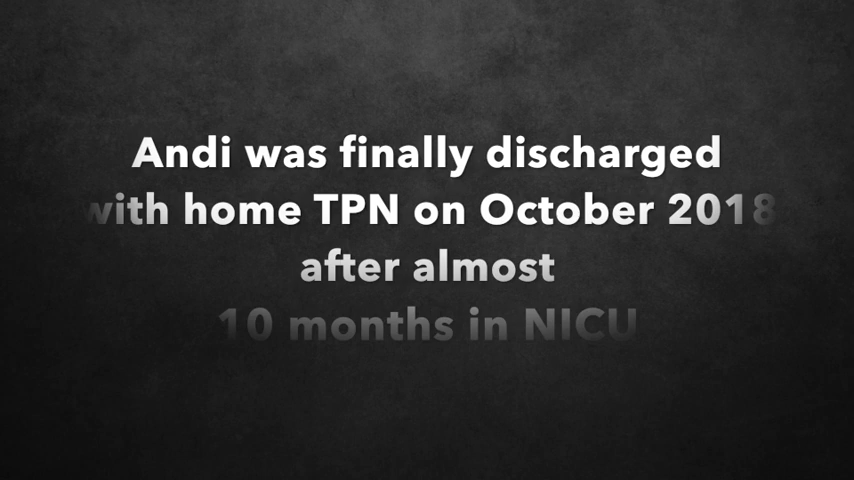 Andi was finally discharged
with home TPN on October 2018
after almost
10 months in NICU